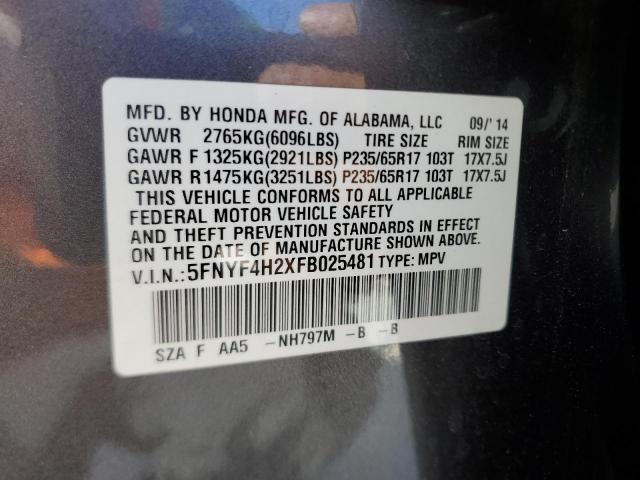 MFD. BY HONDA MFG. OF ALABAMA, LLC 09/'14
GVWR 2765KG(6096LBS) TIRE SIZE RIM SIZE
GAWR F 1325KG(2921LBS) P235/65R17 103T 17X7.5J
GAWR R 1475KG(3251LBS) P235/65R17 103T 17X7.5J
THIS VEHICLE CONFORMS TO ALL APPLICABLE
FEDERAL MOTOR VEHICLE SAFETY
AND THEFT PREVENTION STANDARDS IN EFFECT
ON THE DATE OF MANUFACTURE SHOWN ABOVE.
V.I.N.:5FNYF4H2XFB025481 TYPE: MPV
SZA F AA5 -NH797M -B -B